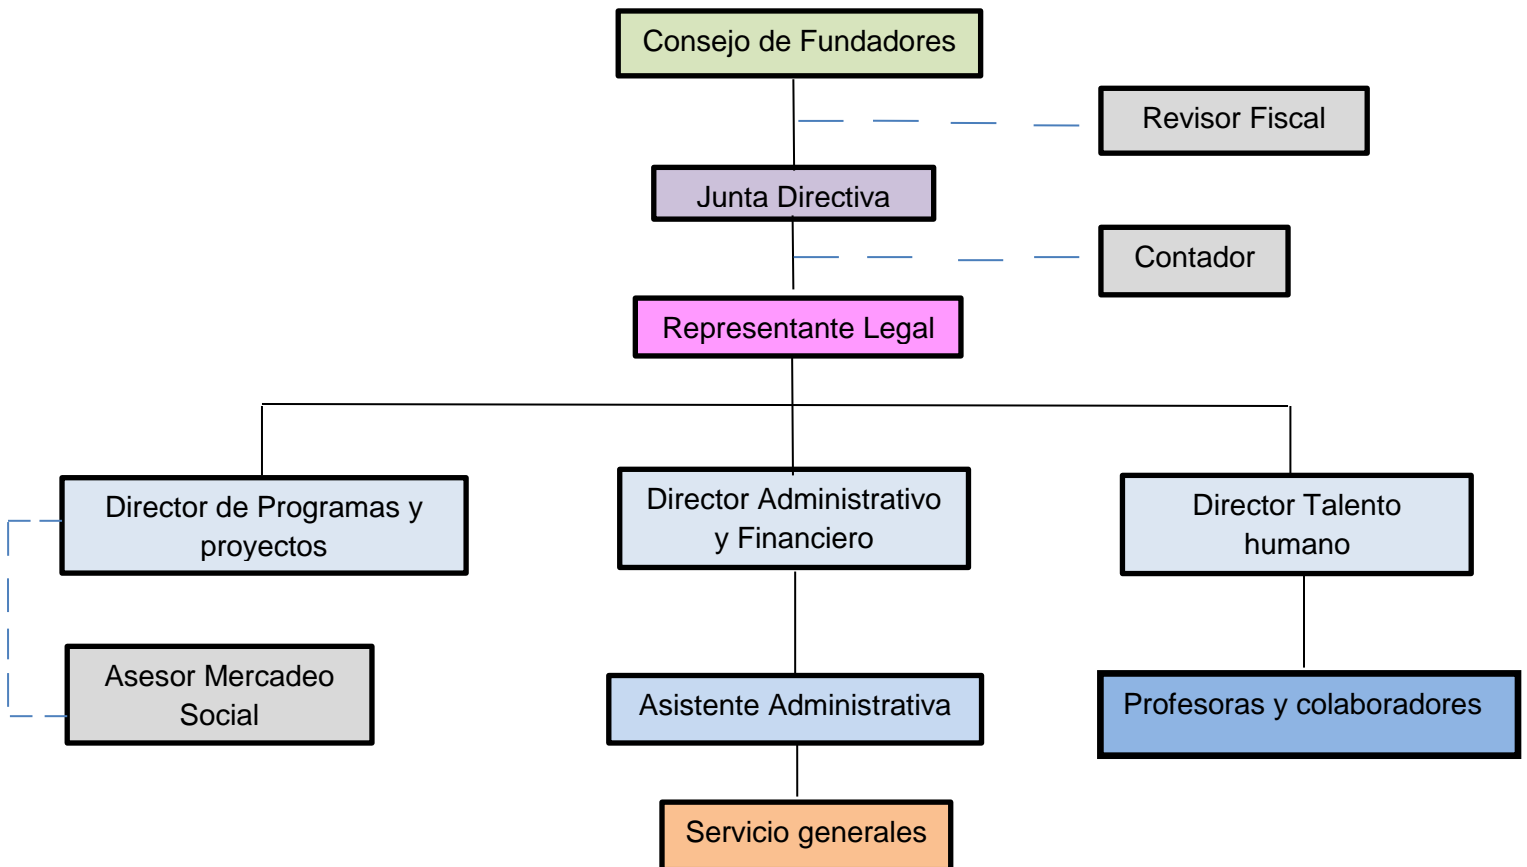 Consejo de Fundadores
Revisor Fiscal
Junta Directiva
Contador
Representante Legal
Director de Programas y
proyectos
Director Administrativo
y Financiero
Director Talento
humano
Asesor Mercadeo
Social
Asistente Administrativa
Profesoras y colaboradores
Servicio generales